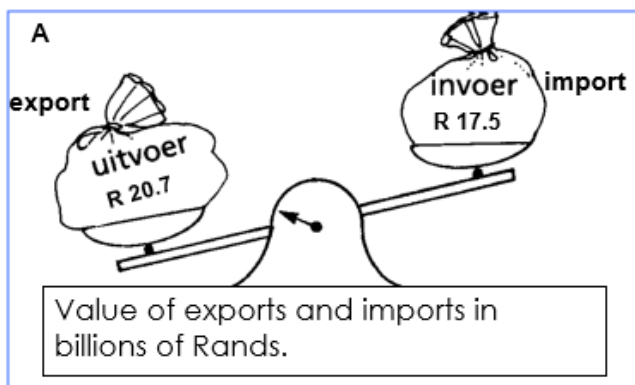 A
export
uitvoer
R 20.7
invoer
import
R 17.5
Value of exports and imports in
billions of Rands.